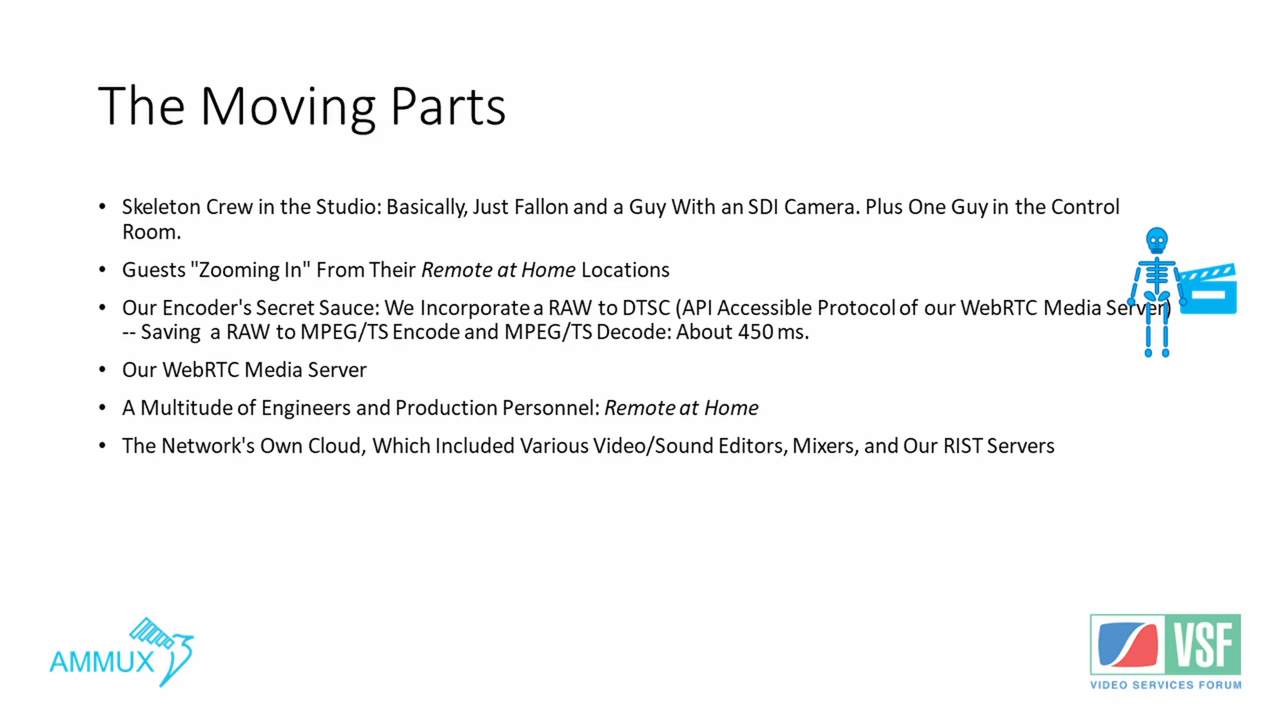 The Moving Parts
• Skeleton Crew in the Studio: Basically, Just Fallon and a Guy With an SDI Camera. Plus One Guy in the Control
Room.
• Guests "Zooming In" From Their Remote at Home Locations
• Our Encoder's Secret Sauce: We Incorporate a RAW to DTSC (API Accessible Protocol of our WebRTC Media Server)
-- Saving a RAW to MPEG/TS Encode and MPEG/TS Decode: About 450 ms.
• Our WebRTC Media Server
• A Multitude of Engineers and Production Personnel: Remote at Home
• The Network's Own Cloud, Which Included Various Video/Sound Editors, Mixers, and Our RIST Servers
AMMUX
VSF
VIDEO SERVICES FORUM